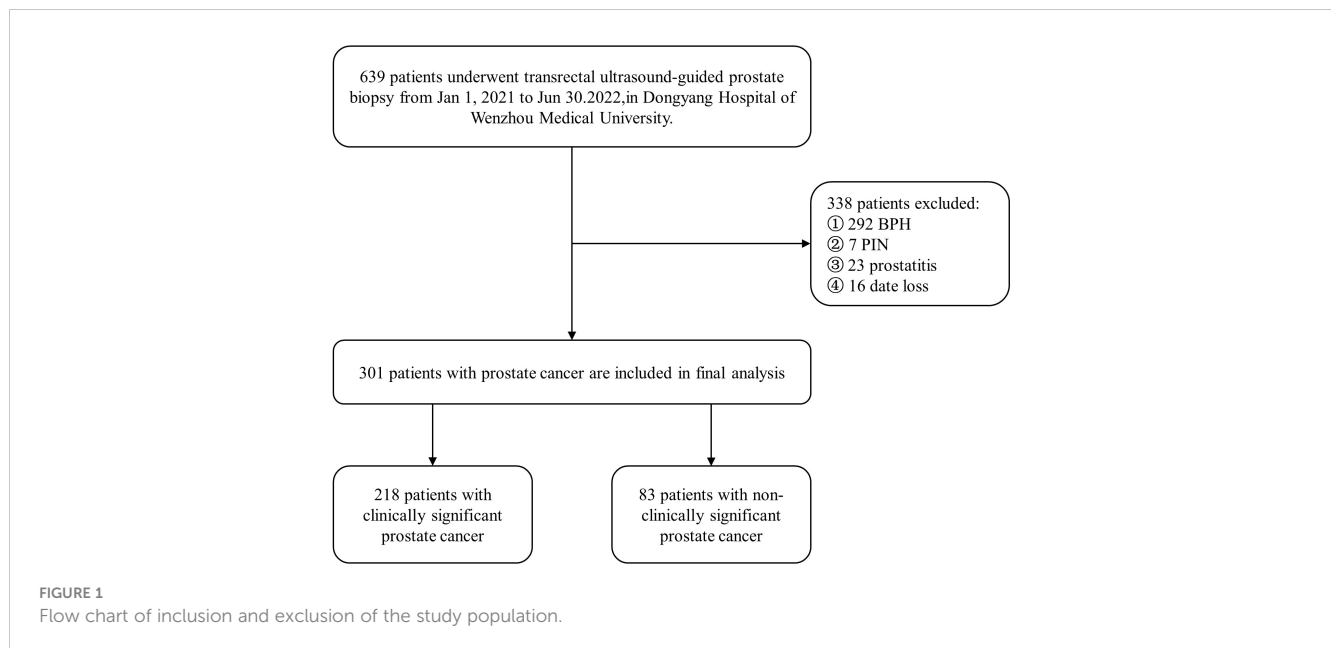 639 patients underwent transrectal ultrasound-guided prostate
biopsy from Jan 1, 2021 to Jun 30.2022,in Dongyang Hospital of
Wenzhou Medical University.
338 patients excluded:
① 292 BPH
② 7 PIN
③ 23 prostatitis
④ 16 date loss
301 patients with prostate cancer are included in final analysis
218 patients with
clinically significant
prostate cancer
83 patients with non-
clinically significant
prostate cancer
FIGURE 1
Flow chart of inclusion and exclusion of the study population.